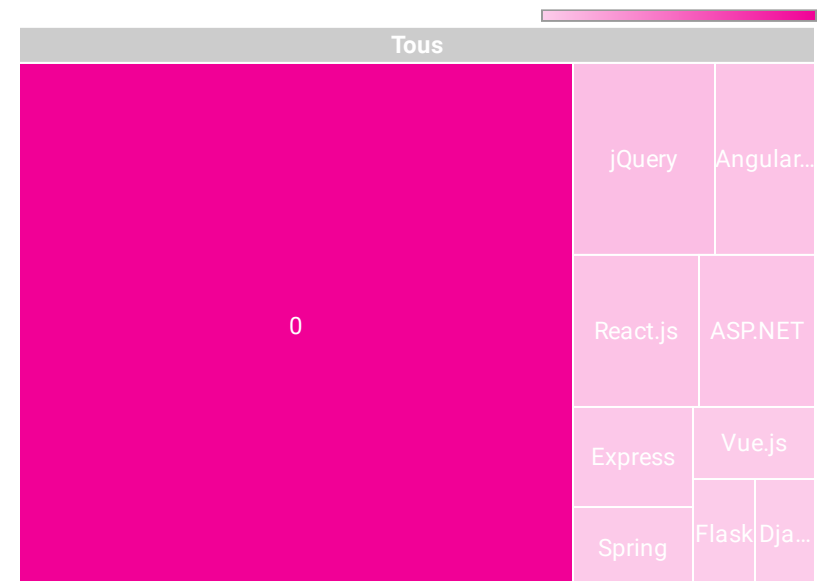 Tous
0
jQuery
Angular...
React.js
ASP.NET
Express
Vue.js
Spring
Flask
Dja...